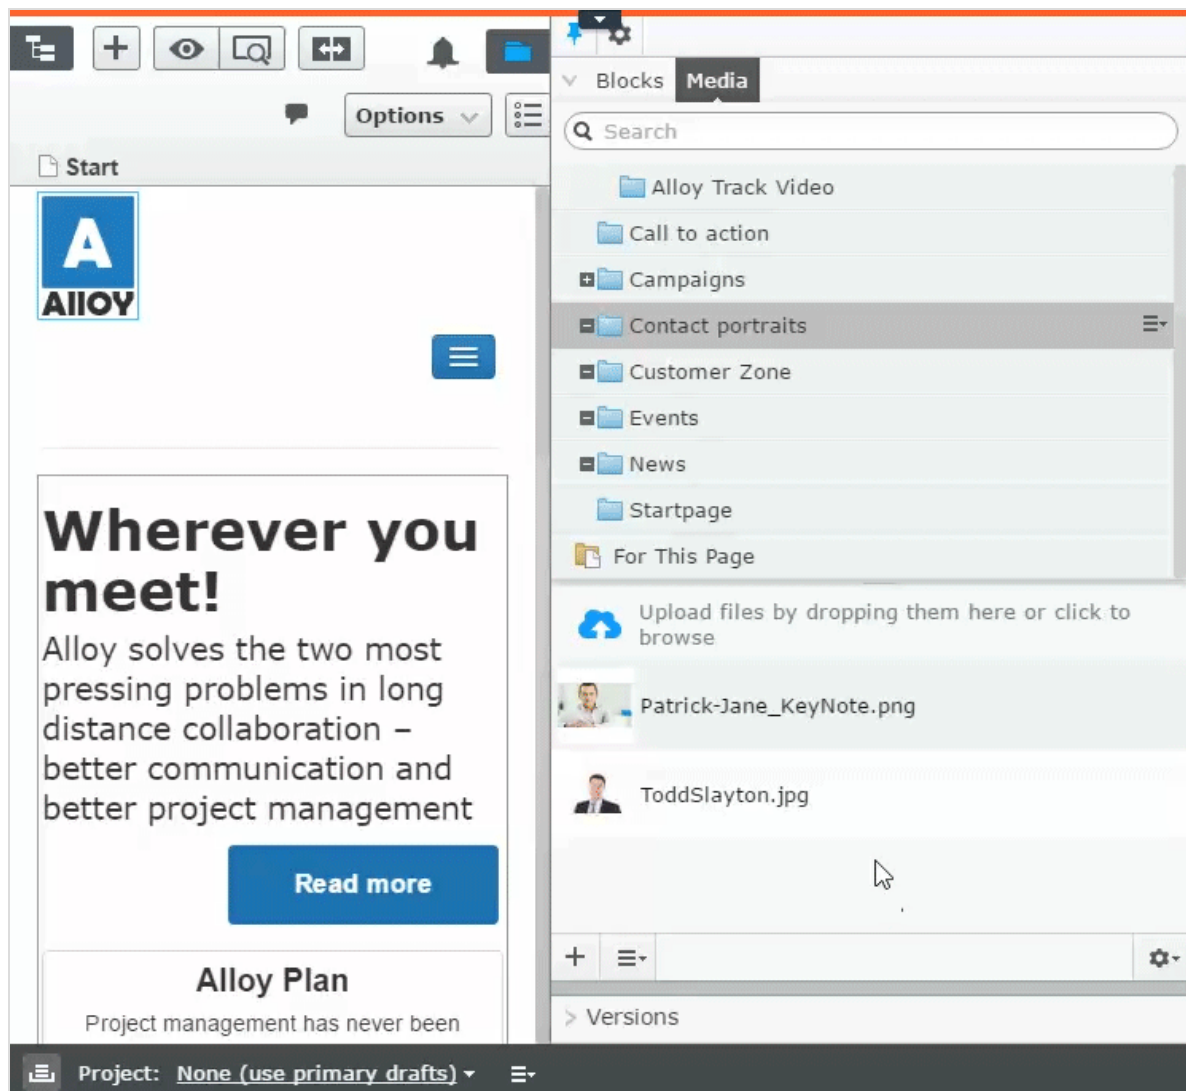 Options
Start
A
Alloy
Wherever you
meet!
Alloy solves the two most
pressing problems in long
distance collaboration –
better communication and
better project management
Read more
Alloy Plan
Project management has never been
Blocks
Media
Search
Alloy Track Video
Call to action
Campaigns
Contact portraits
Customer Zone
Events
News
Startpage
For This Page
Upload files by dropping them here or click to
browse
Patrick-Jane_KeyNote.png
ToddSlayton.jpg
Versions
Project: None (use primary drafts)